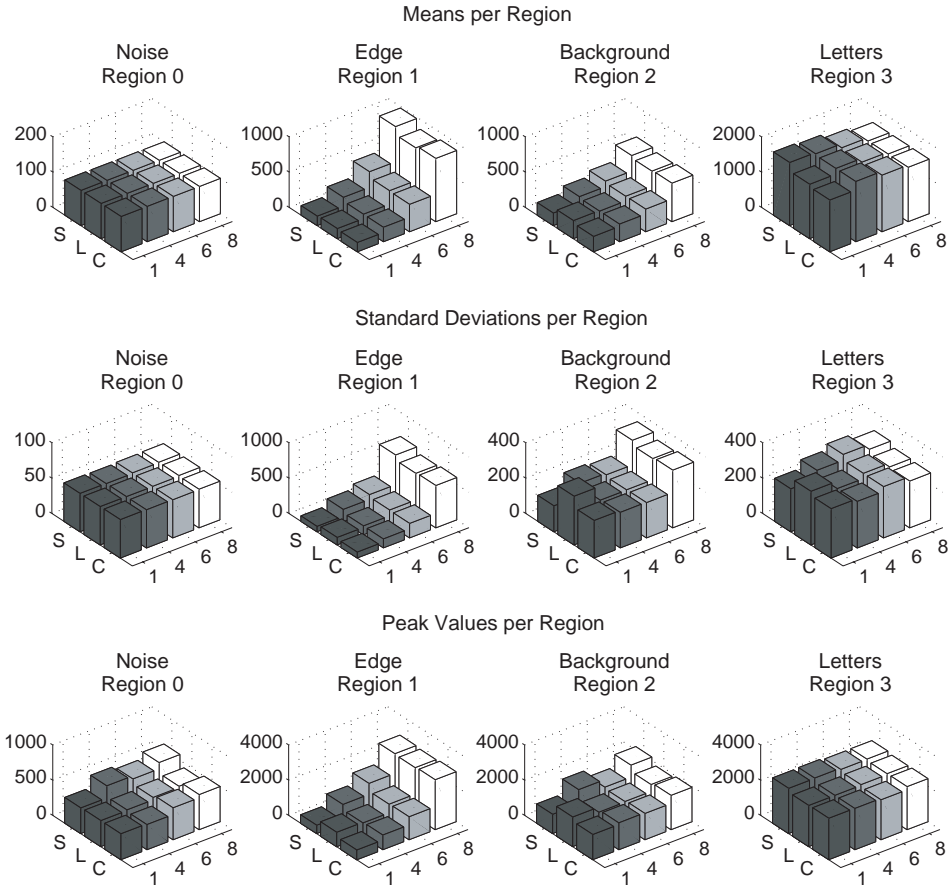 Means per Region
Noise Edge Background Letters
Region 0 Region 1 Region 2 Region 3
200 1000 1000 2000
100 500 500 1000
0 0 0 0
S L C 1 4 6 8 S L C 1 4 6 8 S L C 1 4 6 8 S L C 1 4 6 8
Standard Deviations per Region
Noise Edge Background Letters
Region 0 Region 1 Region 2 Region 3
100 1000 400 400
50 500 200 200
0 0 0 0
S L C 1 4 6 8 S L C 1 4 6 8 S L C 1 4 6 8 S L C 1 4 6 8
Peak Values per Region
Noise Edge Background Letters
Region 0 Region 1 Region 2 Region 3
1000 4000 4000 4000
500 2000 2000 2000
0 0 0 0
S L C 1 4 6 8 S L C 1 4 6 8 S L C 1 4 6 8 S L C 1 4 6 8